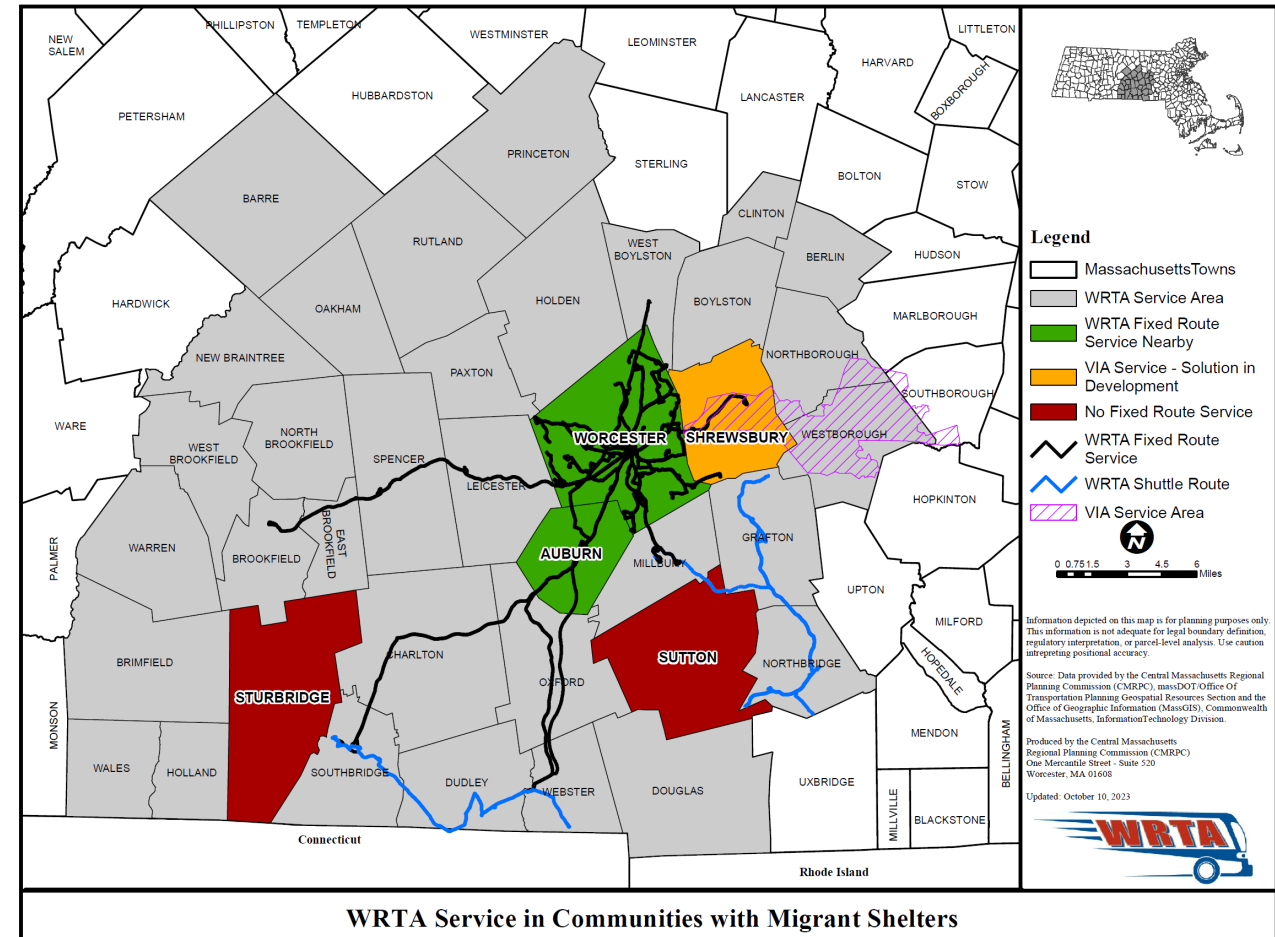 PHILLIPSTON
TEMPLETON
WESTMINSTER
LEOMINSTER
LITTLETON
NEW
SALEM
HARVARD
BOXBOROUGH
LANCASTER
HUBBARDSTON
PETERSHAM
PRINCETON
STERLING
BOLTON
STOW
BARRE
CLINTON
RUTLAND
WEST
BOYLSTON
BERLIN
HUDSON
HARDWICK
OAKHAM
HOLDEN
BOYLSTON
MARLBOROUGH
NEW BRAINTREE
PAXTON
NORTHBOROUGH
SOUTHBOROUGH
WARE
NORTH
BROOKFIELD
WEST
BROOKFIELD
SPENCER
WORCESTER
SHREWSBURY
WESTBOROUGH
LEICESTER
HOPKINTON
PALMER
WARREN
BROOKFIELD
EAST
BROOKFIELD
AUBURN
MILLBURY
GRAFTON
UPTON
MILFORD
HOPEDALE
BRIMFIELD
STURBRIDGE
CHARLTON
OXFORD
SUTTON
NORTHBRIDGE
MONSON
MENDON
BELLINGHAM
WALES
HOLLAND
SOUTHBRIDGE
DUDLEY
WEBSTER
DOUGLAS
UXBRIDGE
MILLVILLE
BLACKSTONE
Connecticut
Rhode Island
Legend
MassachusettsTowns
WRTA Service Area
WRTA Fixed Route
Service Nearby
VIA Service - Solution in
Development
No Fixed Route Service
WRTA Fixed Route
Service
WRTA Shuttle Route
VIA Service Area
N
0 0.75 1.5 3 4.5 6
Miles
Information depicted on this map is for planning purposes only.
This information is not adequate for legal boundary definition,
regulatory interpretation, or parcel-level analysis. Use caution
intrepreting positional accuracy.
Source: Data provided by the Central Massachusetts Regional
Planning Commission (CMRPC), massDOT/Office Of
Transportation Planning Geospatial Resources Section and the
Office of Geographic Information (MassGIS), Commonwealth
of Massachusetts, InformationTechnology Division.
Produced by the Central Massachusetts
Regional Planning Commission (CMRPC)
One Mercantile Street - Suite 520
Worcester, MA 01608
Updated: October 10, 2023
WRTA
WRTA Service in Communities with Migrant Shelters